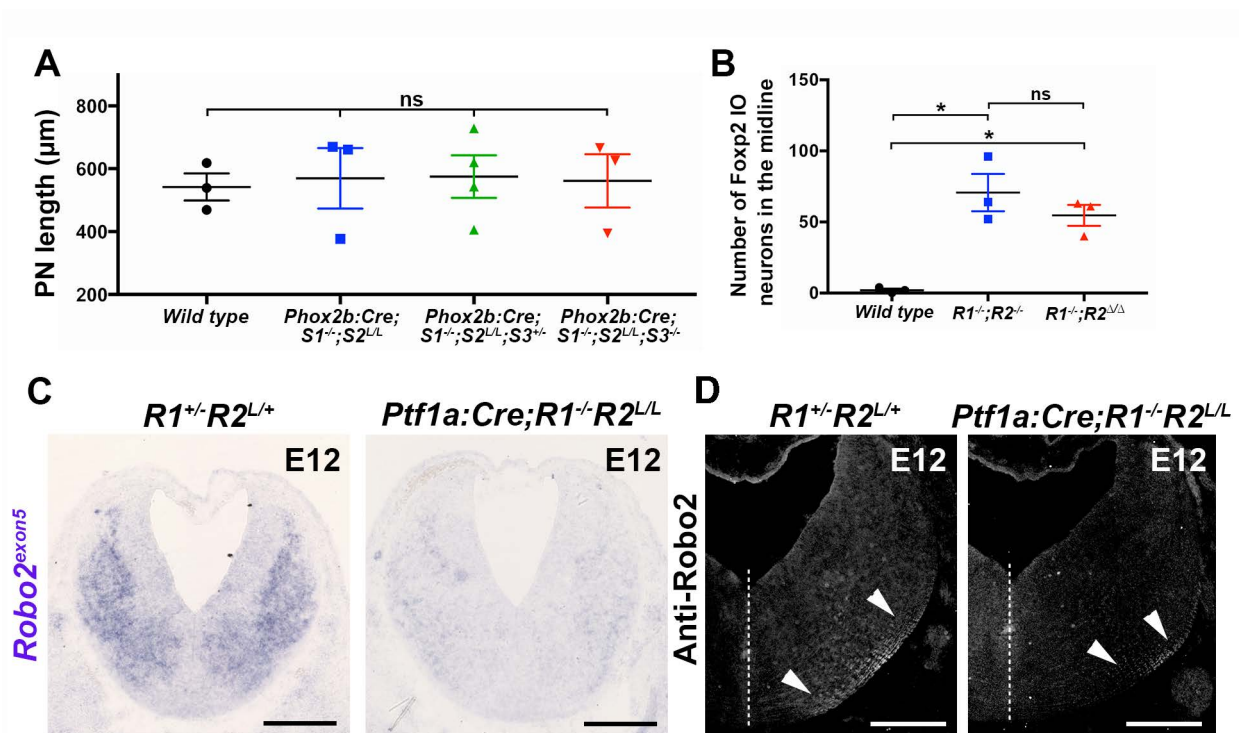 A
PN length (µm)
800
600
400
200
ns
Wild type
Phox2b:Cre;
S1-/-;S2L/L
Phox2b:Cre;
S1-/-;S2L/L;S3+/-
Phox2b:Cre;
S1-/-;S2L/L;S3-/-
B
Number of Foxp2 IO
neurons in the midline
150
100
50
0
*
ns
*
Wild type
R1-/-;R2-/-
R1-/-;R2Δ/Δ
C
R1+/-R2L/+
Ptf1a:Cre;R1-/-R2L/L
Robo2exon5
E12
E12
D
R1+/-R2L/+
Ptf1a:Cre;R1-/-R2L/L
Anti-Robo2
E12
E12